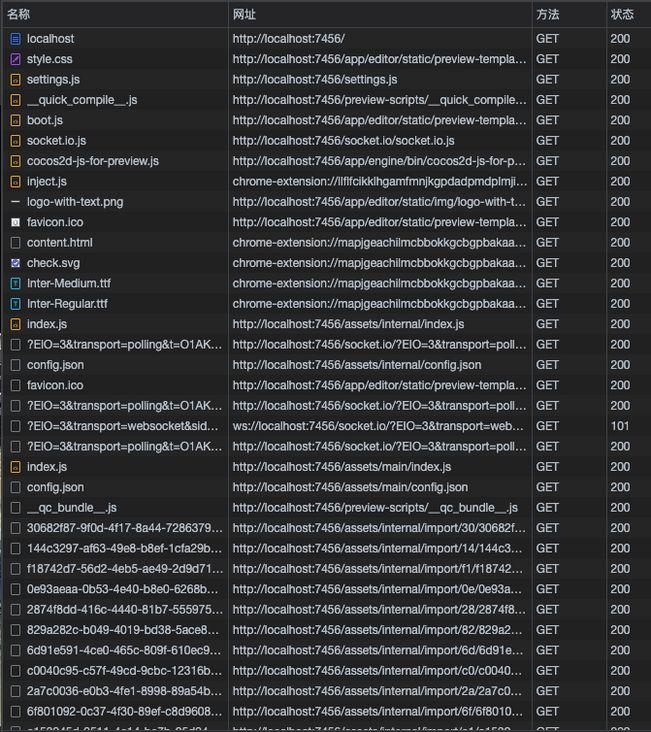 名称 网址 方法 状态
localhost http://localhost:7456/ GET 200
style.css http://localhost:7456/app/editor/static/preview-templa... GET 200
settings.js http://localhost:7456/settings.js GET 200
__quick_compile__.js http://localhost:7456/preview-scripts/__quick_compile... GET 200
boot.js http://localhost:7456/app/editor/static/preview-templa... GET 200
socket.io.js http://localhost:7456/socket.io/socket.io.js GET 200
cocos2d-js-for-preview.js http://localhost:7456/app/engine/bin/cocos2d-js-for-p... GET 200
inject.js chrome-extension://llflfcikklhgamfmnjkgpdadpmdplmji... GET 200
logo-with-text.png http://localhost:7456/app/editor/static/img/logo-with-t... GET 200
favicon.ico http://localhost:7456/app/editor/static/preview-templa... GET 200
content.html chrome-extension://mapjgeachilmcbbokkgcbgpbakaa... GET 200
check.svg chrome-extension://mapjgeachilmcbbokkgcbgpbakaa... GET 200
Inter-Medium.ttf chrome-extension://mapjgeachilmcbbokkgcbgpbakaa... GET 200
Inter-Regular.ttf chrome-extension://mapjgeachilmcbbokkgcbgpbakaa... GET 200
index.js http://localhost:7456/assets/internal/index.js GET 200
?EIO=3&transport=polling&t=O1AK... http://localhost:7456/socket.io/?EIO=3&transport=poll... GET 200
config.json http://localhost:7456/assets/internal/config.json GET 200
favicon.ico http://localhost:7456/app/editor/static/preview-templa... GET 200
?EIO=3&transport=polling&t=O1AK... http://localhost:7456/socket.io/?EIO=3&transport=poll... GET 200
?EIO=3&transport=websocket&sid... ws://localhost:7456/socket.io/?EIO=3&transport=web... GET 101
?EIO=3&transport=polling&t=O1AK... http://localhost:7456/socket.io/?EIO=3&transport=poll... GET 200
index.js http://localhost:7456/assets/main/index.js GET 200
config.json http://localhost:7456/assets/main/config.json GET 200
__qc_bundle__.js http://localhost:7456/preview-scripts/__qc_bundle__.js GET 200
30682f87-9f0d-4f17-8a44-7286379... http://localhost:7456/assets/internal/import/30/30682f... GET 200
144c3297-af63-49e8-b8ef-1cfa29b... http://localhost:7456/assets/internal/import/14/144c3... GET 200
f18742d7-56d2-4eb5-ae49-2d9d71... http://localhost:7456/assets/internal/import/f1/f18742... GET 200
0e93aeaa-0b53-4e40-b8e0-6268b... http://localhost:7456/assets/internal/import/0e/0e93a... GET 200
2874f8dd-416c-4440-81b7-555975... http://localhost:7456/assets/internal/import/28/2874f8... GET 200
829a282c-b049-4019-bd38-5ace8... http://localhost:7456/assets/internal/import/82/829a2... GET 200
6d91e591-4ce0-465c-809f-610ec9... http://localhost:7456/assets/internal/import/6d/6d91e... GET 200
c0040c95-c57f-49cd-9cbc-12316b... http://localhost:7456/assets/internal/import/c0/c0040... GET 200
2a7c0036-e0b3-4fe1-8998-89a54b... http://localhost:7456/assets/internal/import/2a/2a7c0... GET 200
6f801092-0c37-4f30-89ef-c8d9608... http://localhost:7456/assets/internal/import/6f/6f8010... GET 200